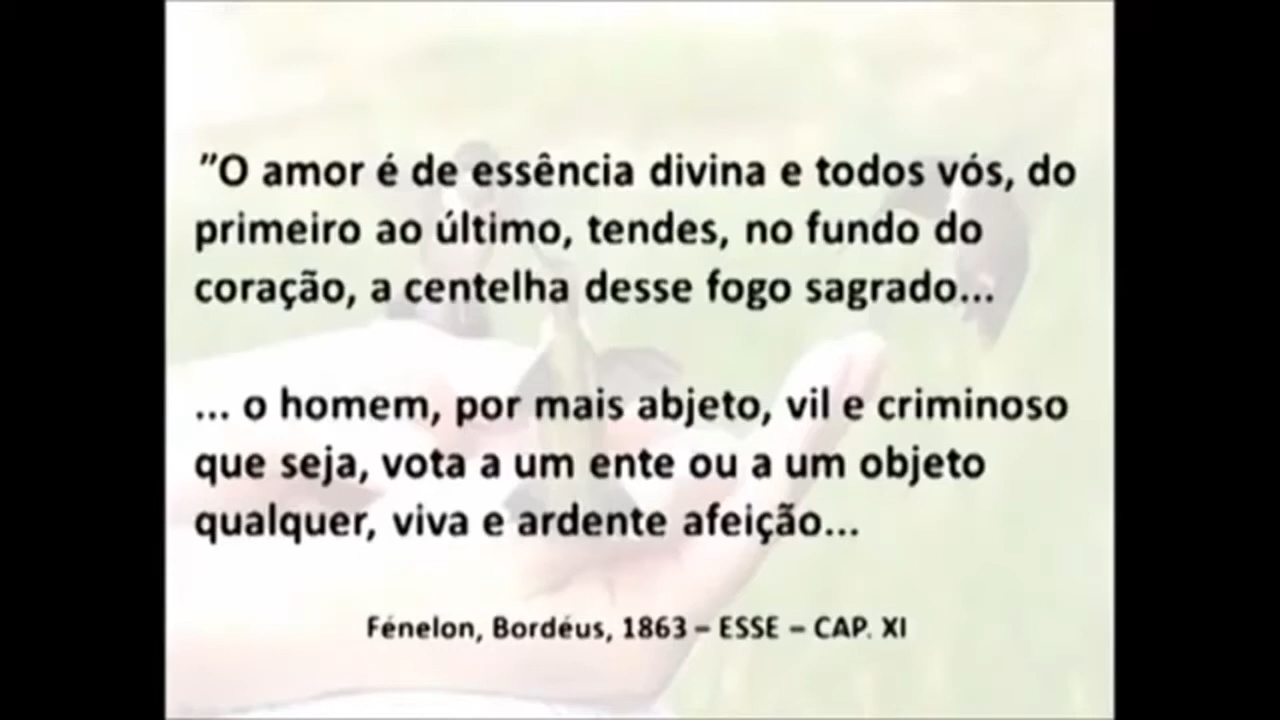 "O amor é de essência divina e todos vós, do
primeiro ao último, tendes, no fundo do
coração, a centelha desse fogo sagrado...
... o homem, por mais abjeto, vil e criminoso
que seja, vota a um ente ou a um objeto
qualquer, viva e ardente afeição...
Fénelon, Bordéus, 1863 – ESSE – CAP. XI